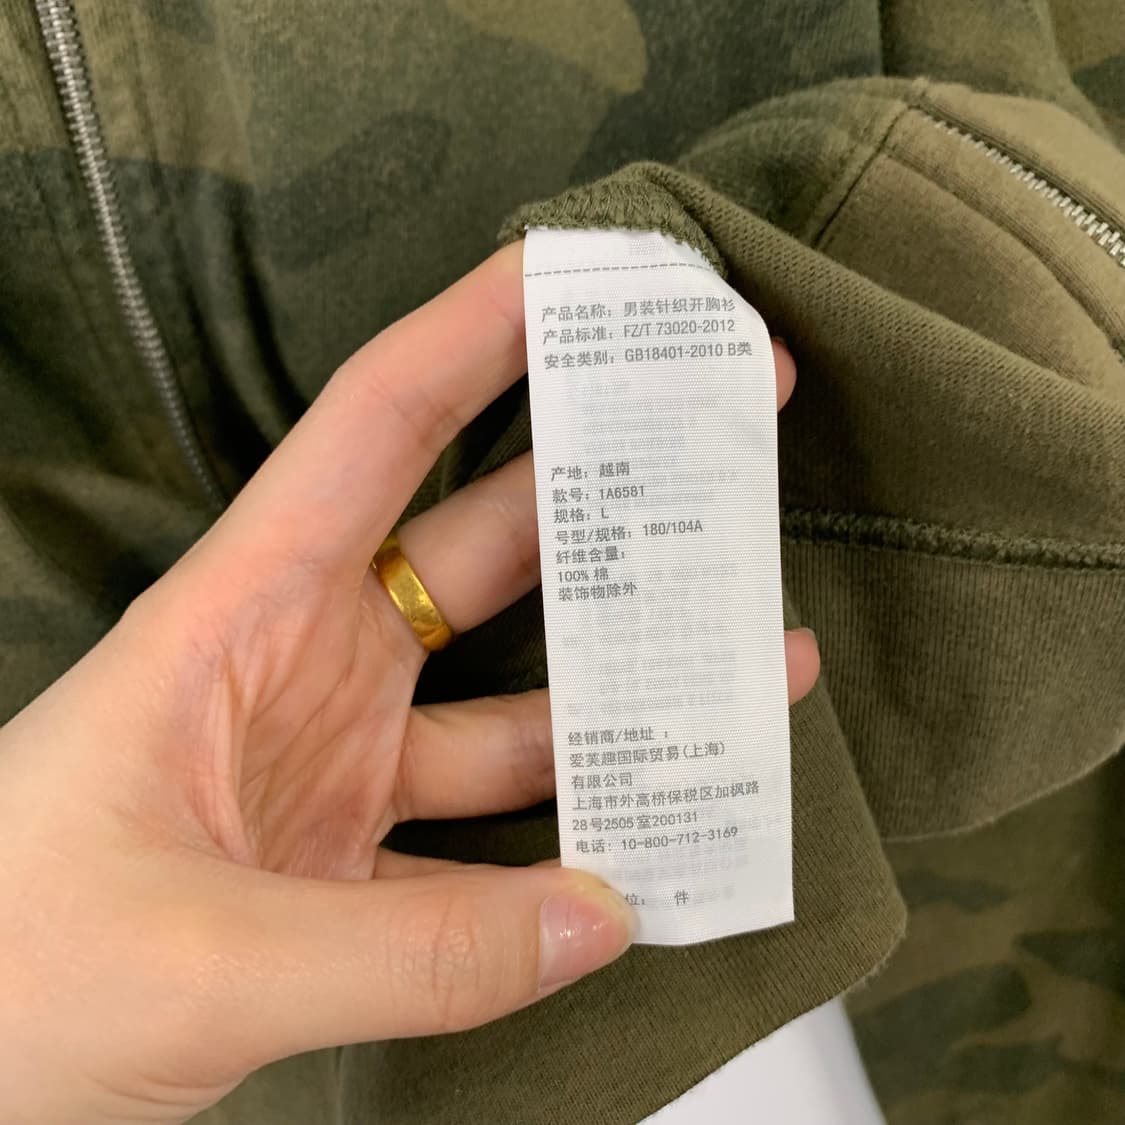 产品名称：男装针织开胸衫
产品标准：FZ/T 73020-2012
安全类别：GB18401-2010 B类
产地：越南
款号：1A6581
规格：L
号型/规格：180/104A
纤维含量：
100% 棉
装饰物除外
经销商/地址 ：
爱芙趣国际贸易(上海)
有限公司
上海市外高桥保税区加枫路
28号2505室200131
电话：10-800-712-3169
位： 件